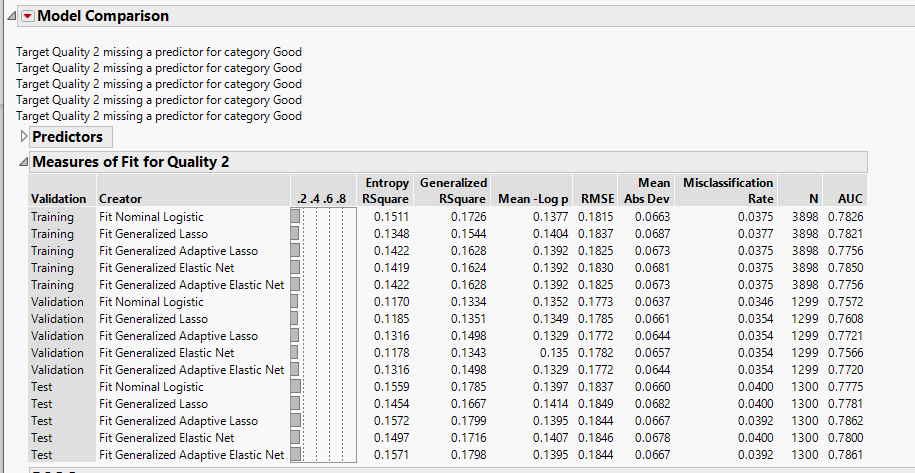 Model Comparison
Target Quality 2 missing a predictor for category Good
Target Quality 2 missing a predictor for category Good
Target Quality 2 missing a predictor for category Good
Target Quality 2 missing a predictor for category Good
Target Quality 2 missing a predictor for category Good
Predictors
Measures of Fit for Quality 2
Entropy Generalized Mean Misclassification
Validation Creator .2 .4 .6 .8 RSquare RSquare Mean -Log p RMSE Abs Dev Rate N AUC
Training Fit Nominal Logistic 0.1511 0.1726 0.1377 0.1815 0.0663 0.0375 3898 0.7826
Training Fit Generalized Lasso 0.1348 0.1544 0.1404 0.1837 0.0687 0.0377 3898 0.7821
Training Fit Generalized Adaptive Lasso 0.1422 0.1628 0.1392 0.1825 0.0673 0.0375 3898 0.7756
Training Fit Generalized Elastic Net 0.1419 0.1624 0.1392 0.1830 0.0681 0.0375 3898 0.7850
Training Fit Generalized Adaptive Elastic Net 0.1422 0.1628 0.1392 0.1825 0.0673 0.0375 3898 0.7756
Validation Fit Nominal Logistic 0.1170 0.1334 0.1352 0.1773 0.0637 0.0346 1299 0.7572
Validation Fit Generalized Lasso 0.1185 0.1351 0.1349 0.1785 0.0661 0.0354 1299 0.7608
Validation Fit Generalized Adaptive Lasso 0.1316 0.1498 0.1329 0.1772 0.0644 0.0354 1299 0.7721
Validation Fit Generalized Elastic Net 0.1178 0.1343 0.135 0.1782 0.0657 0.0354 1299 0.7566
Validation Fit Generalized Adaptive Elastic Net 0.1316 0.1498 0.1329 0.1772 0.0644 0.0354 1299 0.7720
Test Fit Nominal Logistic 0.1559 0.1785 0.1397 0.1837 0.0660 0.0400 1300 0.7775
Test Fit Generalized Lasso 0.1454 0.1667 0.1414 0.1849 0.0682 0.0400 1300 0.7781
Test Fit Generalized Adaptive Lasso 0.1572 0.1799 0.1395 0.1844 0.0667 0.0392 1300 0.7862
Test Fit Generalized Elastic Net 0.1497 0.1716 0.1407 0.1846 0.0678 0.0400 1300 0.7800
Test Fit Generalized Adaptive Elastic Net 0.1571 0.1798 0.1395 0.1844 0.0667 0.0392 1300 0.7861